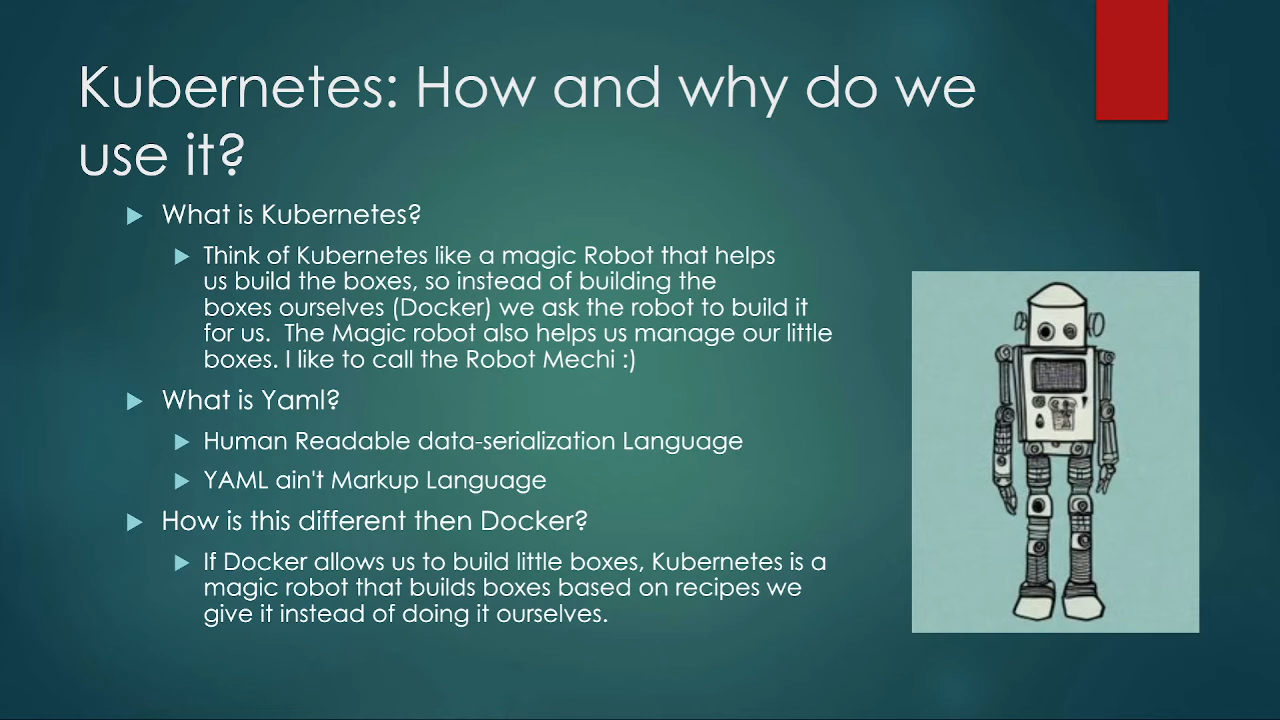 Kubernetes: How and why do we
use it?
What is Kubernetes?
Think of Kubernetes like a magic Robot that helps
us build the boxes, so instead of building the
boxes ourselves (Docker) we ask the robot to build it
for us.  The Magic robot also helps us manage our little
boxes. I like to call the Robot Mechi :)
What is Yaml?
Human Readable data-serialization Language
YAML ain't Markup Language
How is this different then Docker?
If Docker allows us to build little boxes, Kubernetes is a
magic robot that builds boxes based on recipes we
give it instead of doing it ourselves.